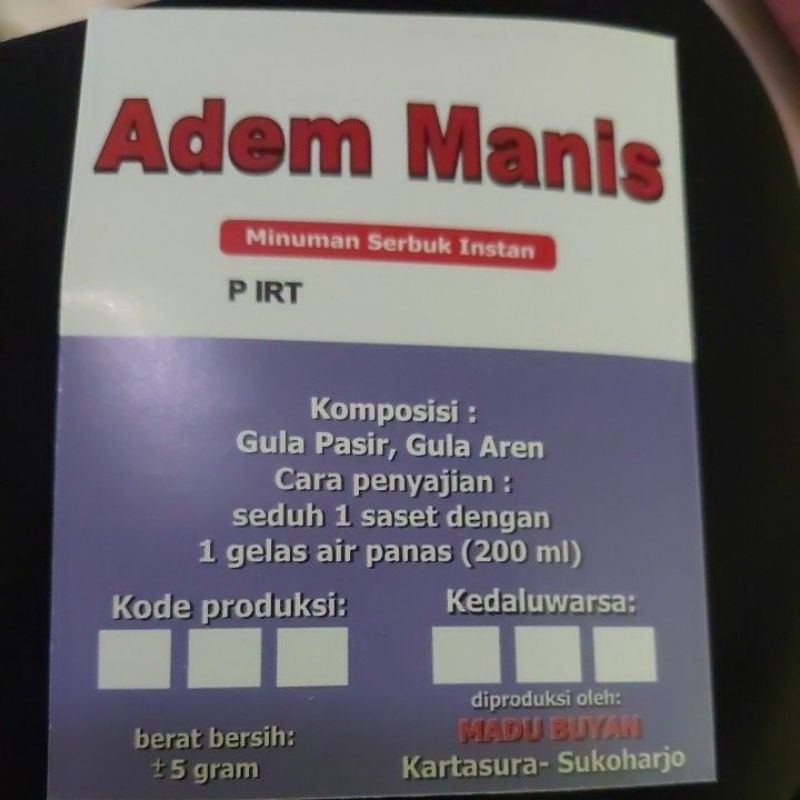 Adem Manis
Minuman Serbuk Instan
P IRT
Komposisi :
Gula Pasir, Gula Aren
Cara penyajian :
seduh 1 saset dengan
1 gelas air panas (200 ml)
Kode produksi:
Kedaluwarsa:
berat bersih:
± 5 gram
diproduksi oleh:
MADU BUYAN
Kartasura- Sukoharjo